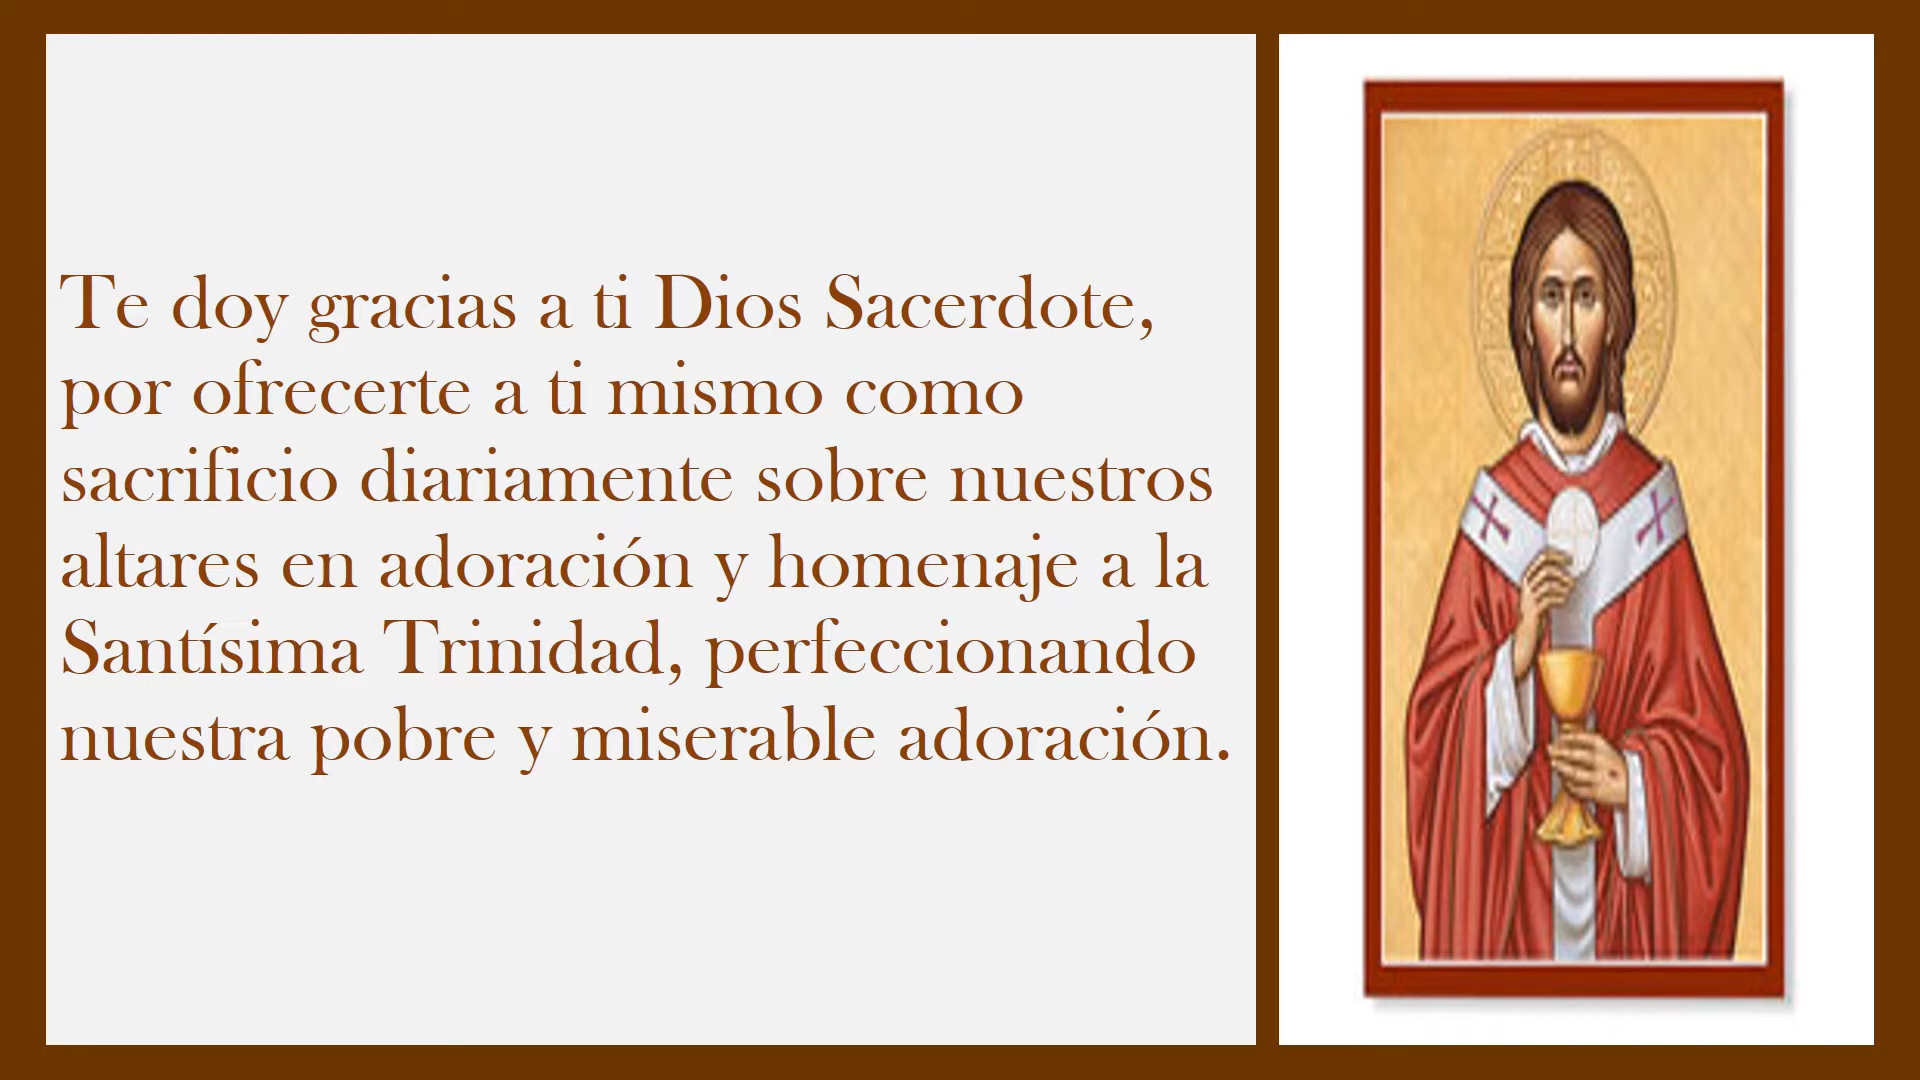 Te doy gracias a ti Dios Sacerdote,
por ofrecerte a ti mismo como
sacrificio diariamente sobre nuestros
altares en adoración y homenaje a la
Santísima Trinidad, perfeccionando
nuestra pobre y miserable adoración.